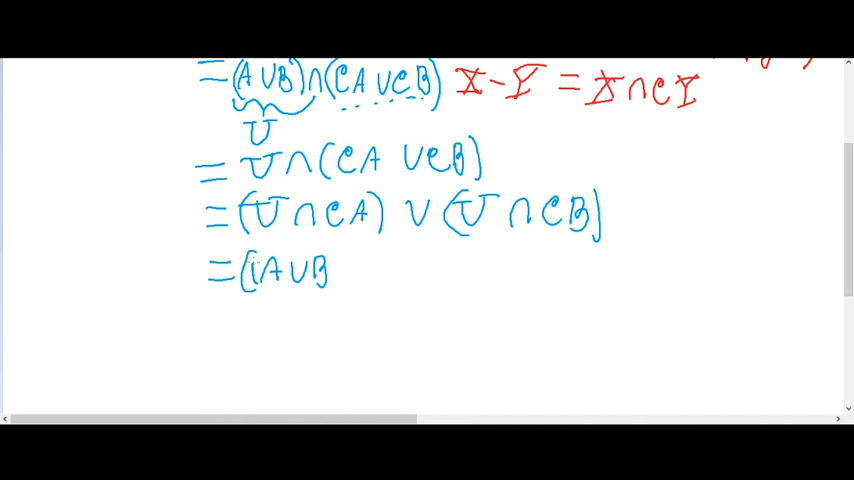 = (A ∪ B) ∩ (CA ∪ CB) X - Y = X ∩ CY
U
= U ∩ (CA ∪ CB)
= (U ∩ CA) ∪ (U ∩ CB)
= ((A ∪ B